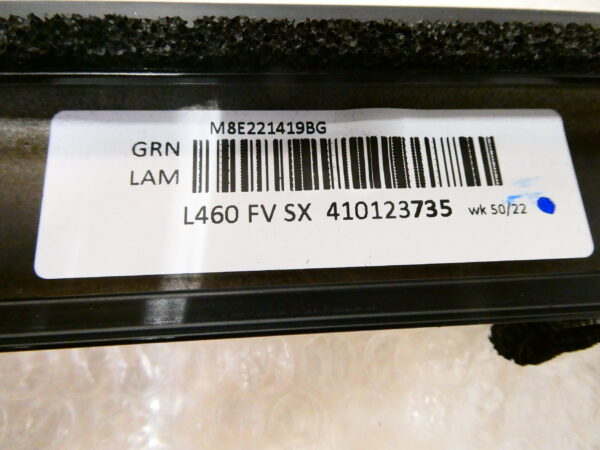 M8E221419BG
GRN
LAM
L460 FV SX 410123735 wk 50/22